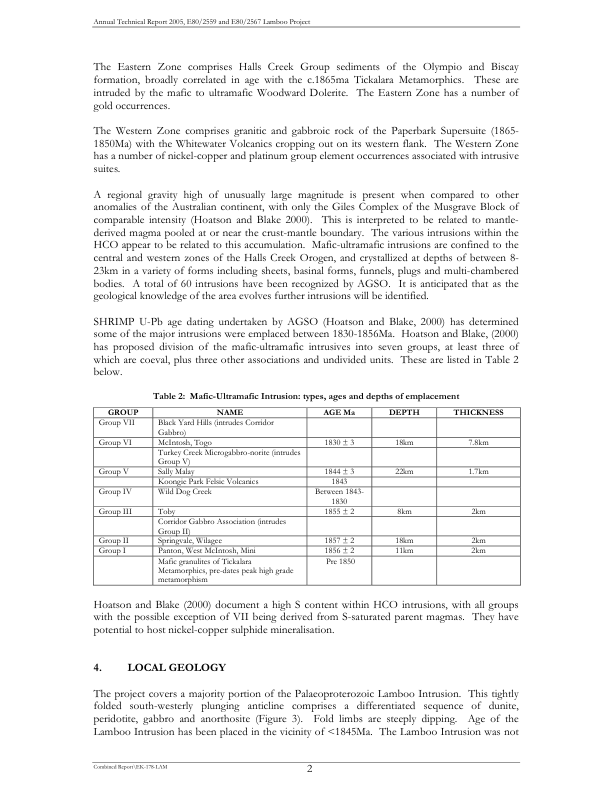 Annual Technical Report 2005, E80/2559 and E80/2567 Lamboo Project
The Eastern Zone comprises Halls Creek Group sediments of the Olympio and Biscay
formation, broadly correlated in age with the c.1865ma Tickalara Metamorphics. These are
intruded by the mafic to ultramafic Woodward Dolerite. The Eastern Zone has a number of
gold occurrences.
The Western Zone comprises granitic and gabbroic rock of the Paperbark Supersuite (1865-
1850Ma) with the Whitewater Volcanics cropping out on its western flank. The Western Zone
has a number of nickel-copper and platinum group element occurrences associated with intrusive
suites.
A regional gravity high of unusually large magnitude is present when compared to other
anomalies of the Australian continent, with only the Giles Complex of the Musgrave Block of
comparable intensity (Hoatson and Blake 2000). This is interpreted to be related to mantle-
derived magma pooled at or near the crust-mantle boundary. The various intrusions within the
HCO appear to be related to this accumulation. Mafic-ultramafic intrusions are confined to the
central and western zones of the Halls Creek Orogen, and crystallized at depths of between 8-
23km in a variety of forms including sheets, basinal forms, funnels, plugs and multi-chambered
bodies. A total of 60 intrusions have been recognized by AGSO. It is anticipated that as the
geological knowledge of the area evolves further intrusions will be identified.
SHRIMP U-Pb age dating undertaken by AGSO (Hoatson and Blake, 2000) has determined
some of the major intrusions were emplaced between 1830-1856Ma. Hoatson and Blake, (2000)
has proposed division of the mafic-ultramafic intrusives into seven groups, at least three of
which are coeval, plus three other associations and undivided units. These are listed in Table 2
below.
Table 2: Mafic-Ultramafic Intrusion: types, ages and depths of emplacement
GROUP NAME AGE Ma DEPTH THICKNESS
Group VII Black Yard Hills (intrudes Corridor
Gabbro)
Group VI McIntosh, Togo 1830 ± 3 18km 7.8km
Turkey Creek Microgabbro-norite (intrudes
Group V)
Group V Sally Malay 1844 ± 3 22km 1.7km
Koongie Park Felsic Volcanics 1843
Group IV Wild Dog Creek Between 1843-
1830
Group III Toby 1855 ± 2 8km 2km
Corridor Gabbro Association (intrudes
Group II)
Group II Springvale, Wilagee 1857 ± 2 18km 2km
Group I Panton, West McIntosh, Mini 1856 ± 2 11km 2km
Mafic granulites of Tickalara Pre 1850
Metamorphics, pre-dates peak high grade
metamorphism
Hoatson and Blake (2000) document a high S content within HCO intrusions, with all groups
with the possible exception of VII being derived from S-saturated parent magmas. They have
potential to host nickel-copper sulphide mineralisation.
4. LOCAL GEOLOGY
The project covers a majority portion of the Palaeoproterozoic Lamboo Intrusion. This tightly
folded south-westerly plunging anticline comprises a differentiated sequence of dunite,
peridotite, gabbro and anorthosite (Figure 3). Fold limbs are steeply dipping. Age of the
Lamboo Intrusion has been placed in the vicinity of <1845Ma. The Lamboo Intrusion was not
Combined Report\EK-178-LAM
2